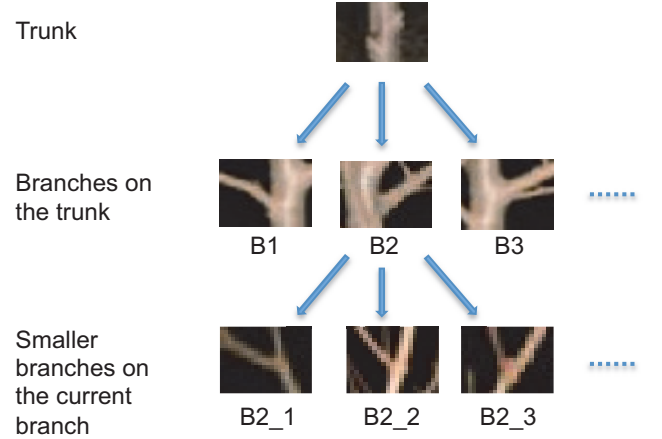 Trunk
Branches on
the trunk
B1
B2
B3
Smaller
branches on
the current
branch
B2_1
B2_2
B2_3